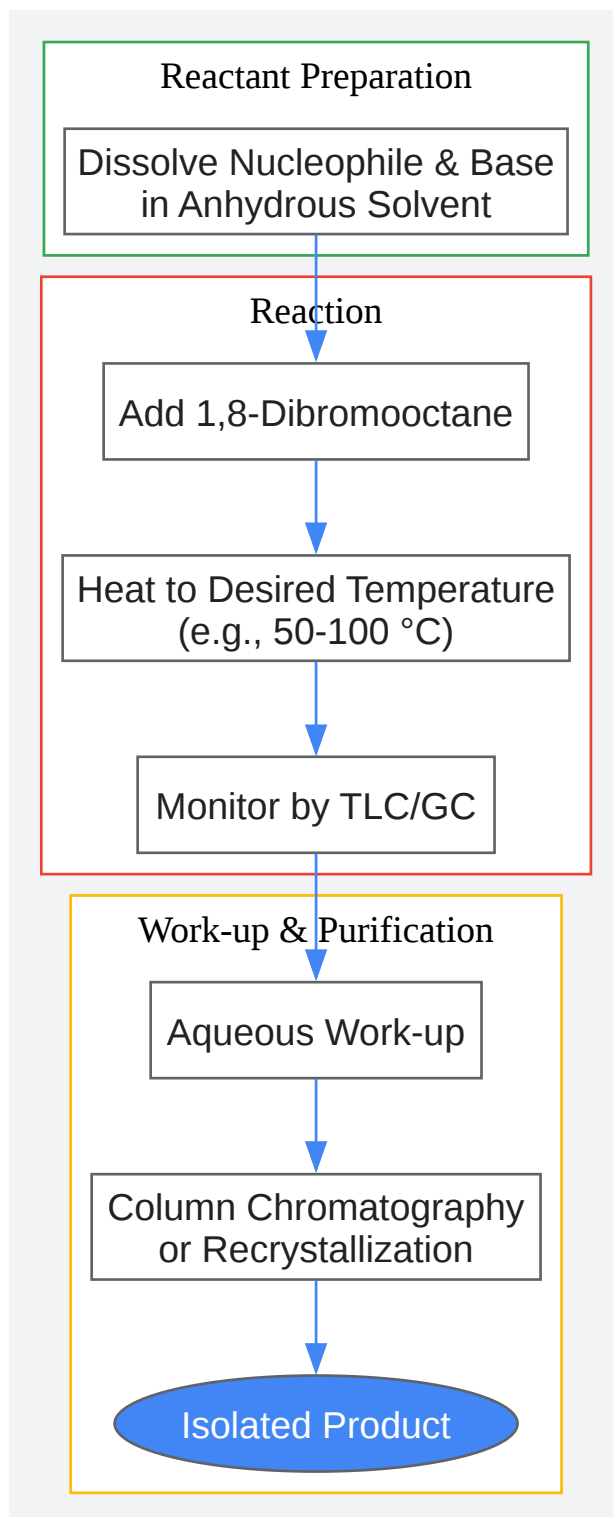 Reactant Preparation
Dissolve Nucleophile & Base
in Anhydrous Solvent
Reaction
Add 1,8-Dibromooctane
Heat to Desired Temperature
(e.g., 50-100 °C)
Monitor by TLC/GC
Work-up & Purification
Aqueous Work-up
Column Chromatography
or Recrystallization
Isolated Product